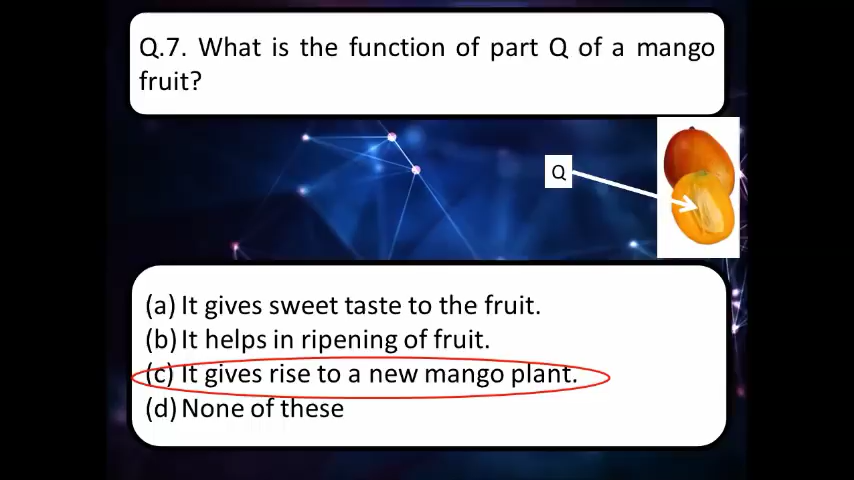 Q.7. What is the function of part Q of a mango
fruit?
Q
(a) It gives sweet taste to the fruit.
(b) It helps in ripening of fruit.
(c) It gives rise to a new mango plant.
(d) None of these